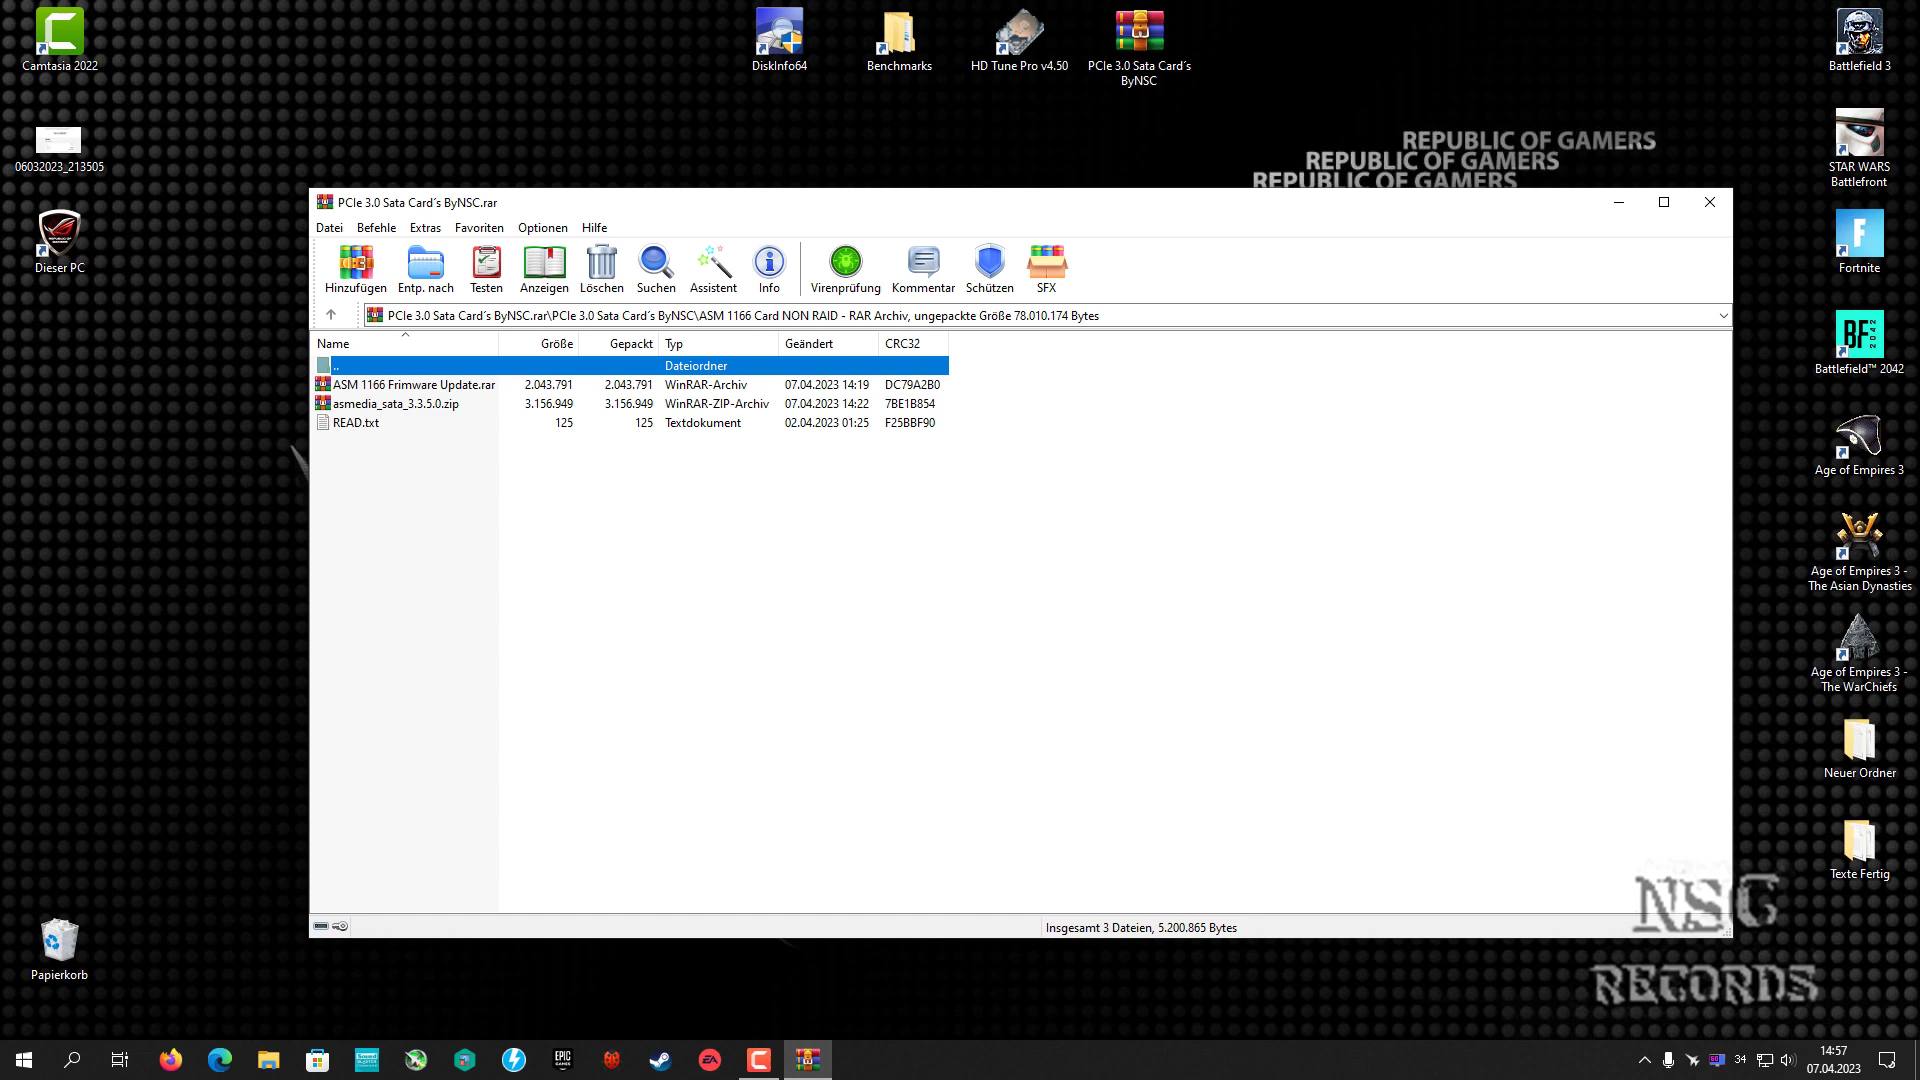 Camtasia 2022
DiskInfo64
Benchmarks
HD Tune Pro v4.50
PCIe 3.0 Sata Card´s
ByNSC
Battlefield 3
06032023_213505
Dieser PC
REPUBLIC OF GAMERS
REPUBLIC OF GAMERS
REPUBLIC OF GAMERS
STAR WARS
Battlefront
Fortnite
BF 2042
Battlefield™ 2042
Age of Empires 3
Age of Empires 3 -
The Asian Dynasties
Age of Empires 3 -
The WarChiefs
Neuer Ordner
Texte Fertig
PCIe 3.0 Sata Card´s ByNSC.rar
Datei Befehle Extras Favoriten Optionen Hilfe
Hinzufügen Entp. nach Testen Anzeigen Löschen Suchen Assistent Info Virenprüfung Kommentar Schützen SFX
PCIe 3.0 Sata Card´s ByNSC.rar\PCIe 3.0 Sata Card´s ByNSC\ASM 1166 Card NON RAID - RAR Archiv, ungepackte Größe 78.010.174 Bytes
Name Größe Gepackt Typ Geändert CRC32
.. Dateiordner
ASM 1166 Frimware Update.rar 2.043.791 2.043.791 WinRAR-Archiv 07.04.2023 14:19 DC79A2B0
asmedia_sata_3.3.5.0.zip 3.156.949 3.156.949 WinRAR-ZIP-Archiv 07.04.2023 14:22 7BE1B854
READ.txt 125 125 Textdokument 02.04.2023 01:25 F25BBF90
Insgesamt 3 Dateien, 5.200.865 Bytes
NSC
RECORDS
Papierkorb
EPIC
GAMES
EA
34
14:57
07.04.2023